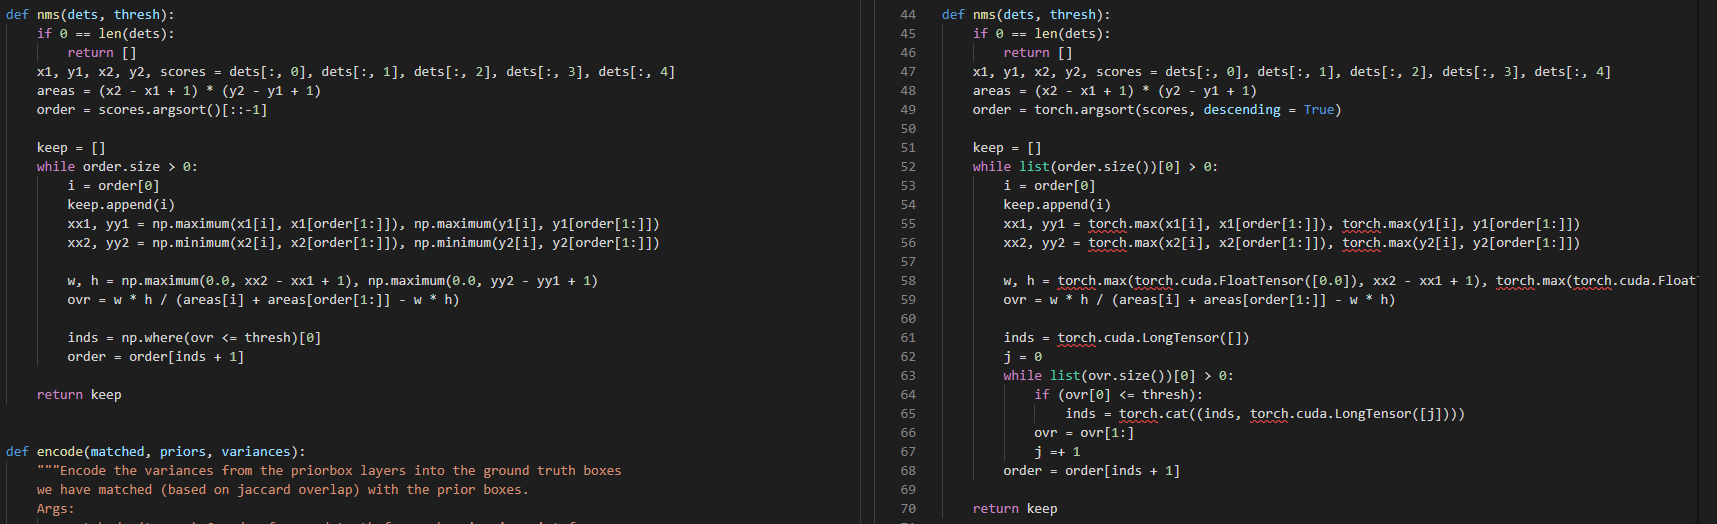 def nms(dets, thresh):
    if 0 == len(dets):
        return []
    x1, y1, x2, y2, scores = dets[:, 0], dets[:, 1], dets[:, 2], dets[:, 3], dets[:, 4]
    areas = (x2 - x1 + 1) * (y2 - y1 + 1)
    order = scores.argsort()[::-1]
    keep = []
    while order.size > 0:
        i = order[0]
        keep.append(i)
        xx1, yy1 = np.maximum(x1[i], x1[order[1:]]), np.maximum(y1[i], y1[order[1:]])
        xx2, yy2 = np.minimum(x2[i], x2[order[1:]]), np.minimum(y2[i], y2[order[1:]])
        w, h = np.maximum(0.0, xx2 - xx1 + 1), np.maximum(0.0, yy2 - yy1 + 1)
        ovr = w * h / (areas[i] + areas[order[1:]] - w * h)
        inds = np.where(ovr <= thresh)[0]
        order = order[inds + 1]
    return keep
def encode(matched, priors, variances):
    """Encode the variances from the priorbox layers into the ground truth boxes
    we have matched (based on jaccard overlap) with the prior boxes.
    Args:
44 def nms(dets, thresh):
45     if 0 == len(dets):
46         return []
47     x1, y1, x2, y2, scores = dets[:, 0], dets[:, 1], dets[:, 2], dets[:, 3], dets[:, 4]
48     areas = (x2 - x1 + 1) * (y2 - y1 + 1)
49     order = torch.argsort(scores, descending = True)
50
51     keep = []
52     while list(order.size())[0] > 0:
53         i = order[0]
54         keep.append(i)
55         xx1, yy1 = torch.max(x1[i], x1[order[1:]]), torch.max(y1[i], y1[order[1:]])
56         xx2, yy2 = torch.max(x2[i], x2[order[1:]]), torch.max(y2[i], y2[order[1:]])
57
58         w, h = torch.max(torch.cuda.FloatTensor([0.0]), xx2 - xx1 + 1), torch.max(torch.cuda.Float
59         ovr = w * h / (areas[i] + areas[order[1:]] - w * h)
60
61         inds = torch.cuda.LongTensor([])
62         j = 0
63         while list(ovr.size())[0] > 0:
64             if (ovr[0] <= thresh):
65                 inds = torch.cat((inds, torch.cuda.LongTensor([j])))
66             ovr = ovr[1:]
67             j =+ 1
68         order = order[inds + 1]
69
70     return keep